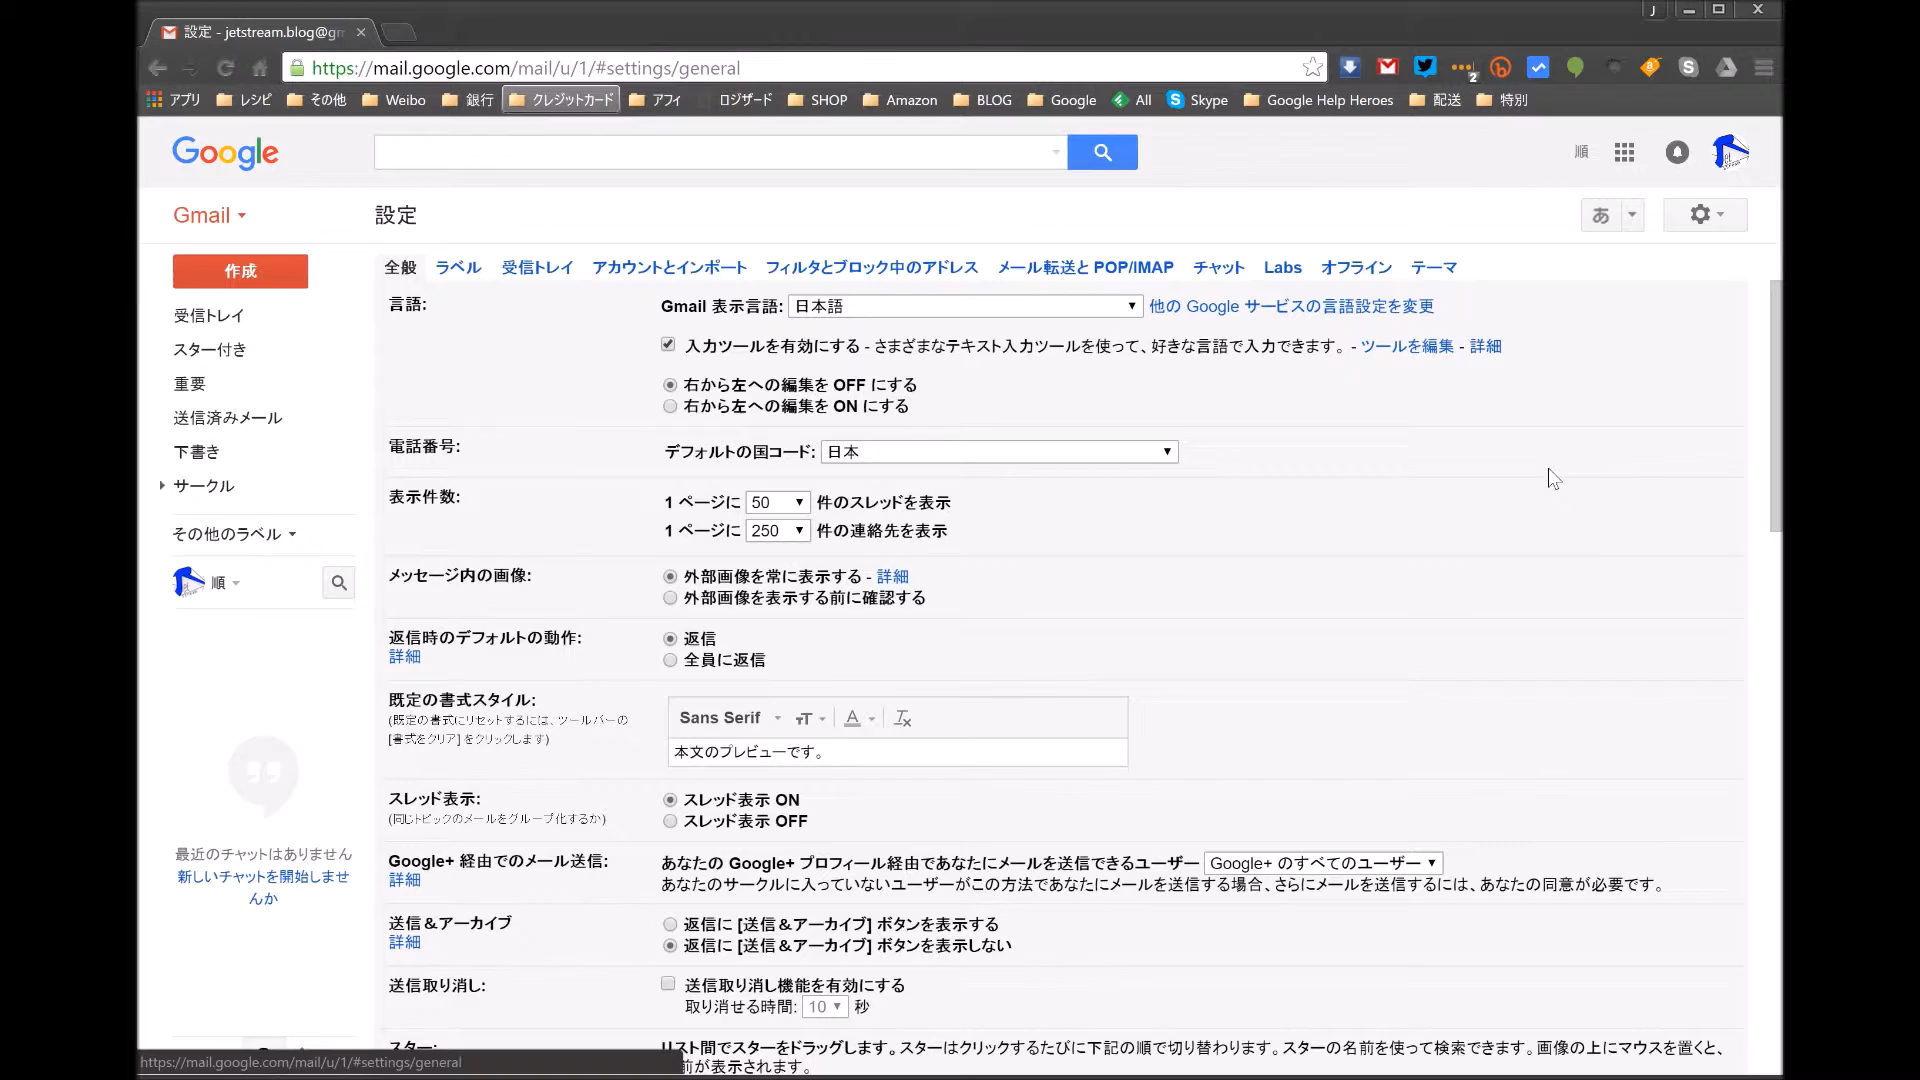 設定 - jetstream.blog@gm
J
https://mail.google.com/mail/u/1/#settings/general
2
アプリ レシピ その他 Weibo 銀行 クレジットカード アフィ ロジザード SHOP Amazon BLOG Google All Skype Google Help Heroes 配送 特別
Google
順
Gmail
設定
あ
作成
全般 ラベル 受信トレイ アカウントとインポート フィルタとブロック中のアドレス メール転送と POP/IMAP チャット Labs オフライン テーマ
受信トレイ
スター付き
重要
送信済みメール
下書き
サークル
その他のラベル
順
最近のチャットはありません
新しいチャットを開始しませ
んか
言語:
Gmail 表示言語: 日本語 他の Google サービスの言語設定を変更
入力ツールを有効にする - さまざまなテキスト入力ツールを使って、好きな言語で入力できます。 - ツールを編集 - 詳細
右から左への編集を OFF にする
右から左への編集を ON にする
電話番号:
デフォルトの国コード: 日本
表示件数:
1 ページに 50 件のスレッドを表示
1 ページに 250 件の連絡先を表示
メッセージ内の画像:
外部画像を常に表示する - 詳細
外部画像を表示する前に確認する
返信時のデフォルトの動作:
詳細
返信
全員に返信
既定の書式スタイル:
(既定の書式にリセットするには、ツールバーの
[書式をクリア] をクリックします)
Sans Serif
本文のプレビューです。
スレッド表示:
(同じトピックのメールをグループ化するか)
スレッド表示 ON
スレッド表示 OFF
Google+ 経由でのメール送信:
詳細
あなたの Google+ プロフィール経由であなたにメールを送信できるユーザー Google+ のすべてのユーザー
あなたのサークルに入っていないユーザーがこの方法であなたにメールを送信する場合、さらにメールを送信するには、あなたの同意が必要です。
送信＆アーカイブ
詳細
返信に [送信＆アーカイブ] ボタンを表示する
返信に [送信＆アーカイブ] ボタンを表示しない
送信取り消し:
送信取り消し機能を有効にする
取り消せる時間: 10 秒
スター:
リスト間でスターをドラッグします。スターはクリックするたびに下記の順で切り替わります。スターの名前を使って検索できます。画像の上にマウスを置くと、
前が表示されます。
https://mail.google.com/mail/u/1/#settings/general